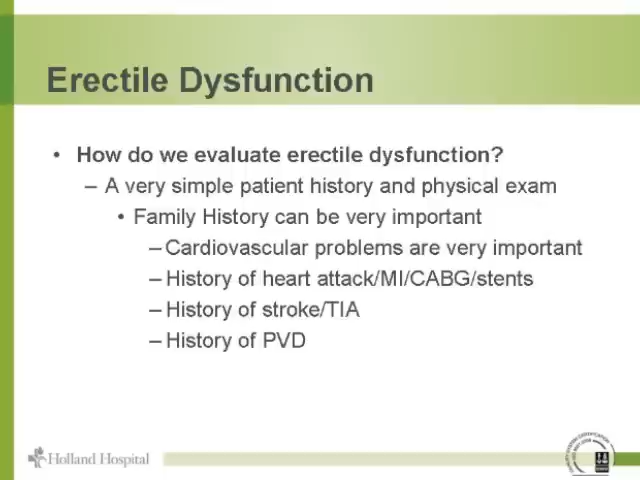 Erectile Dysfunction
• How do we evaluate erectile dysfunction?
– A very simple patient history and physical exam
• Family History can be very important
– Cardiovascular problems are very important
– History of heart attack/MI/CABG/stents
– History of stroke/TIA
– History of PVD
Holland Hospital